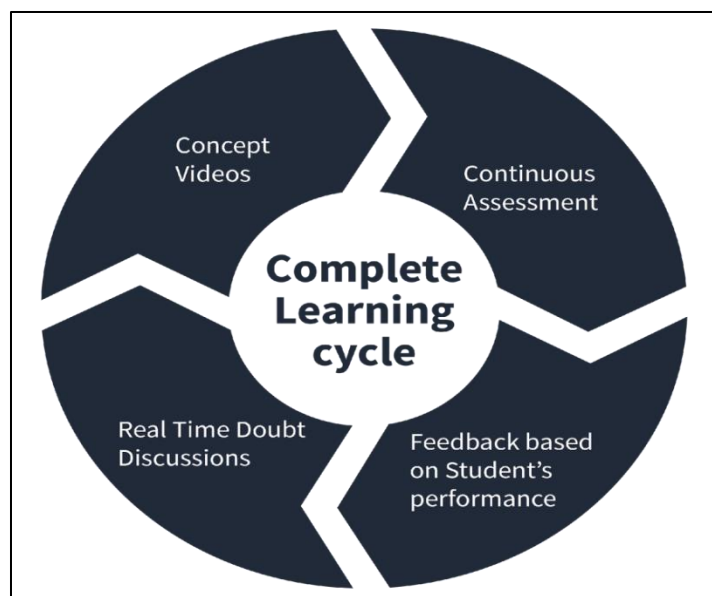 Concept
Videos
Continuous
Assessment
Complete
Learning
cycle
Real Time Doubt
Discussions
Feedback based
on Student's
performance